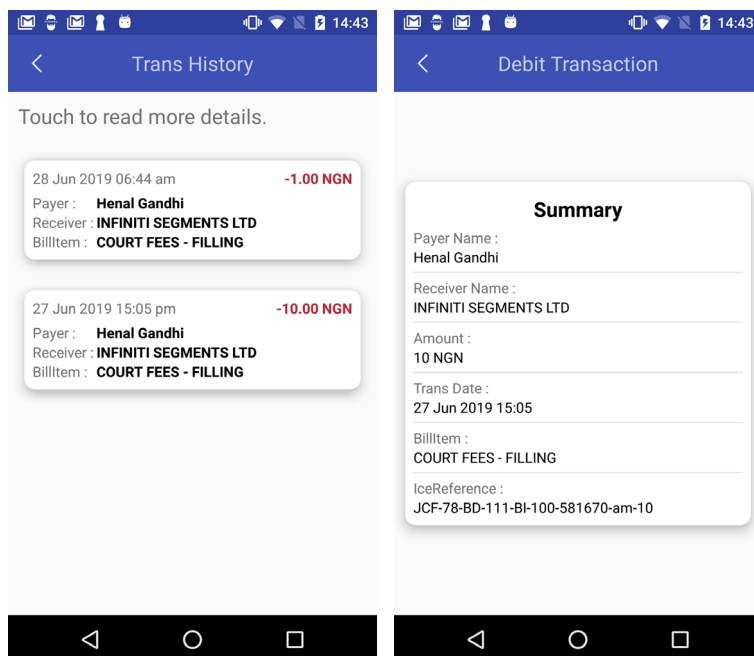 14:43
Trans History
Touch to read more details.
28 Jun 2019 06:44 am -1.00 NGN
Payer : Henal Gandhi
Receiver : INFINITI SEGMENTS LTD
BillItem : COURT FEES - FILLING
27 Jun 2019 15:05 pm -10.00 NGN
Payer : Henal Gandhi
Receiver : INFINITI SEGMENTS LTD
BillItem : COURT FEES - FILLING
14:43
Debit Transaction
Summary
Payer Name :
Henal Gandhi
Receiver Name :
INFINITI SEGMENTS LTD
Amount :
10 NGN
Trans Date :
27 Jun 2019 15:05
BillItem :
COURT FEES - FILLING
IceReference :
JCF-78-BD-111-BI-100-581670-am-10